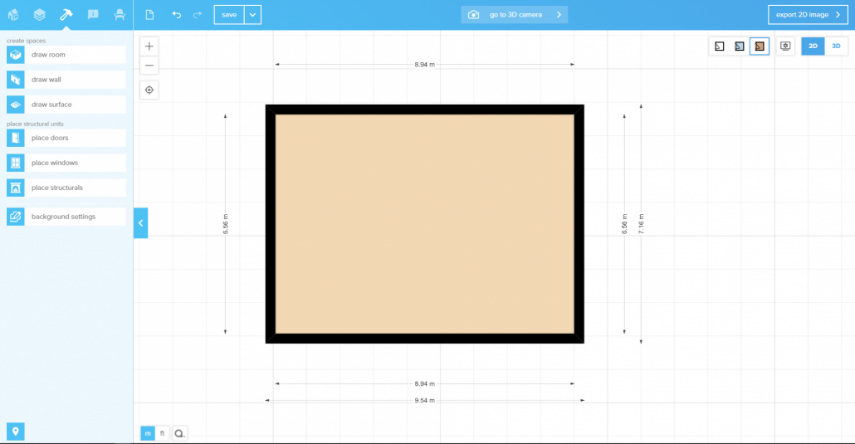 save
go to 3D camera
export 2D image
create spaces
draw room
draw wall
draw surface
place structural units
place doors
place windows
place structurals
background settings
2D
3D
8.94 m
6.56 m
6.56 m
7.16 m
8.94 m
9.54 m
m
ft